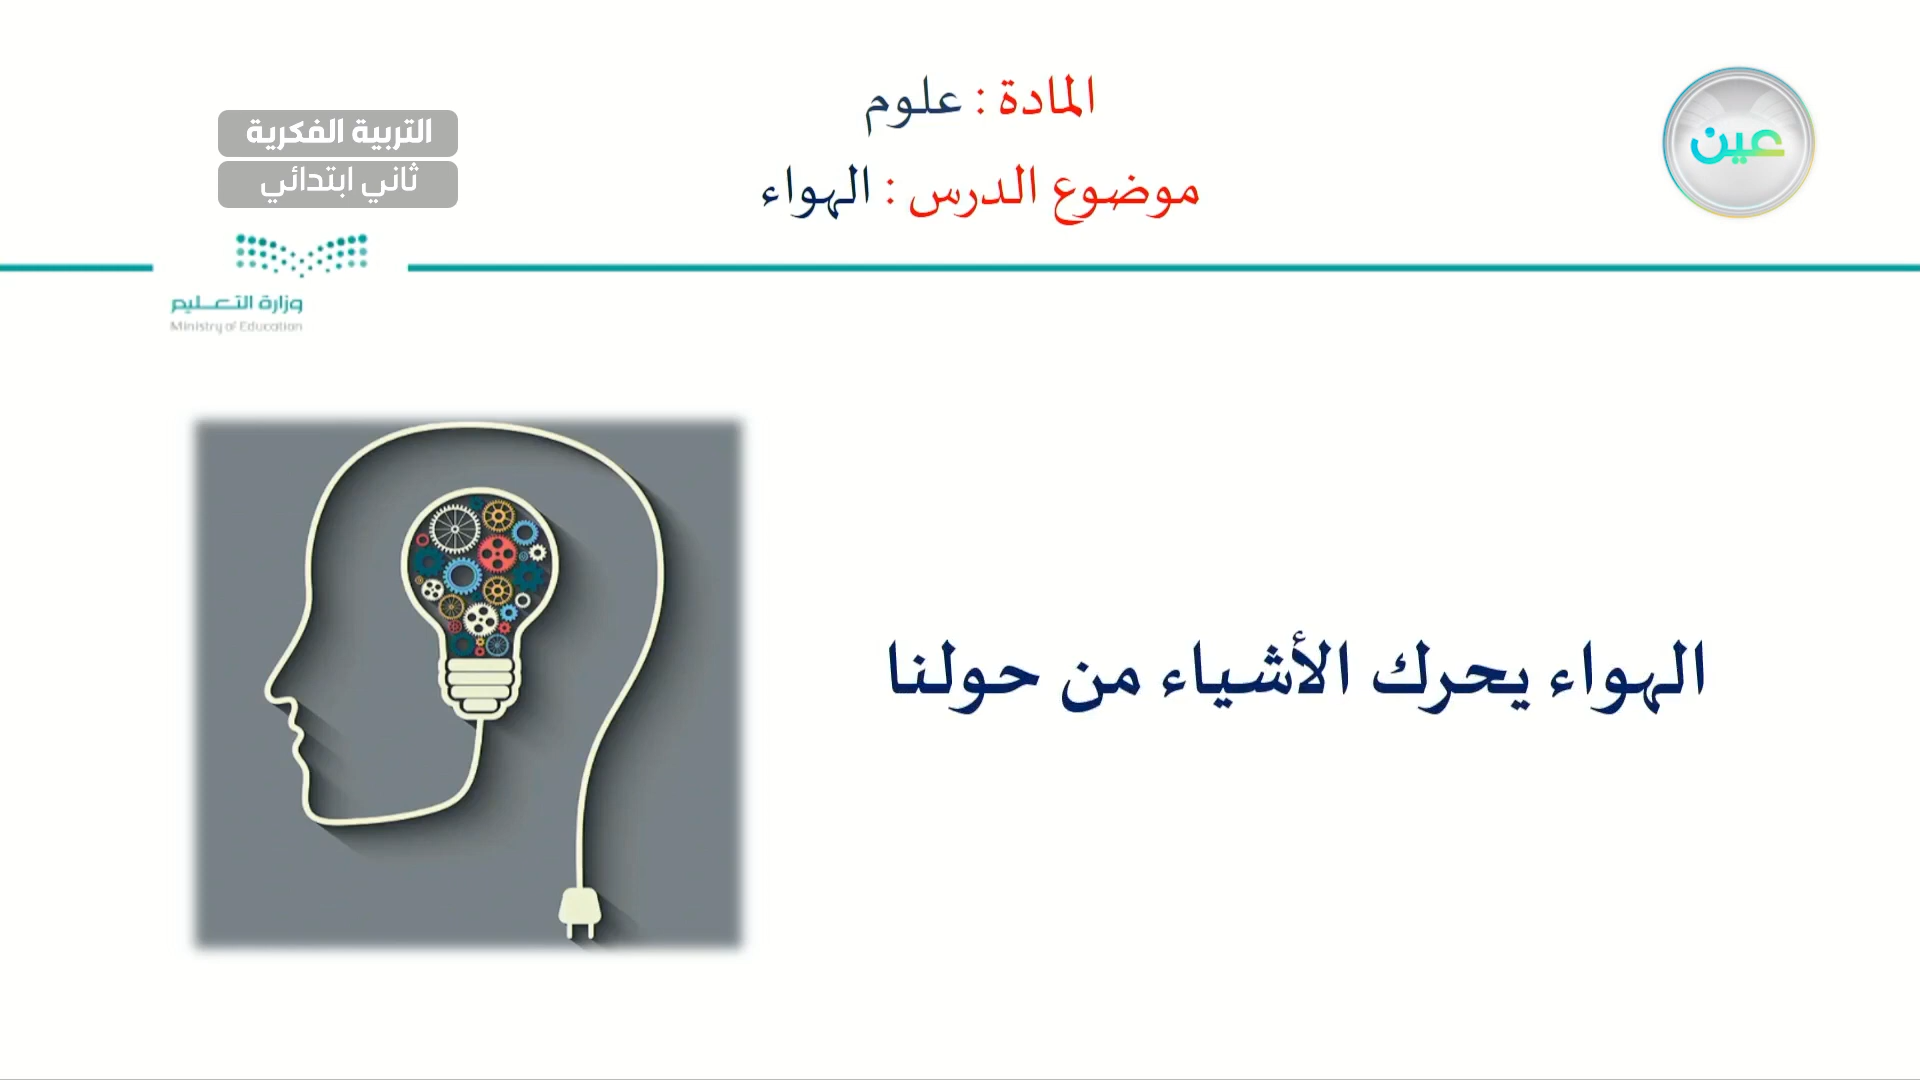 المادة : علوم
موضوع الدرس : الهواء
عين
التربية الفكرية
ثاني ابتدائي
وزارة التعليم
Ministry of Education
الهواء يحرك الأشياء من حولنا